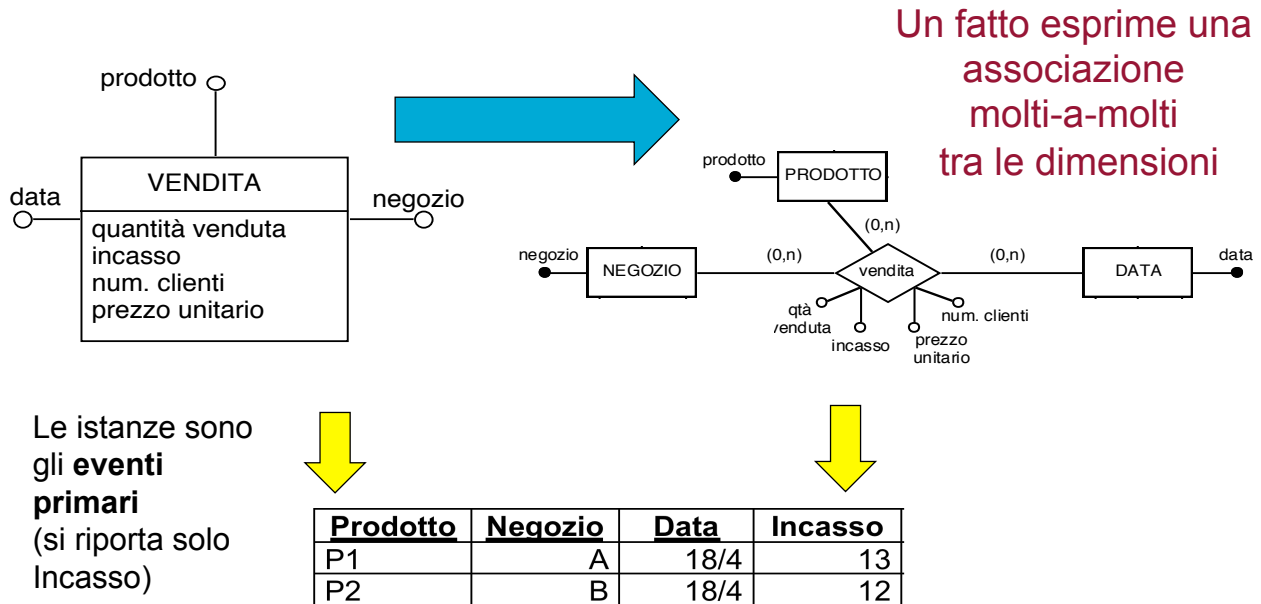 Un fatto esprime una
associazione
molti-a-molti
tra le dimensioni
prodotto
VENDITA
data
negozio
quantità venduta
incasso
num. clienti
prezzo unitario
prodotto
PRODOTTO
(0,n)
negozio
NEGOZIO
(0,n)
vendita
(0,n)
DATA
data
qtà
venduta
incasso
prezzo
unitario
num. clienti
Le istanze sono
gli eventi
primari
(si riporta solo
Incasso)
Prodotto Negozio Data Incasso
P1 A 18/4 13
P2 B 18/4 12